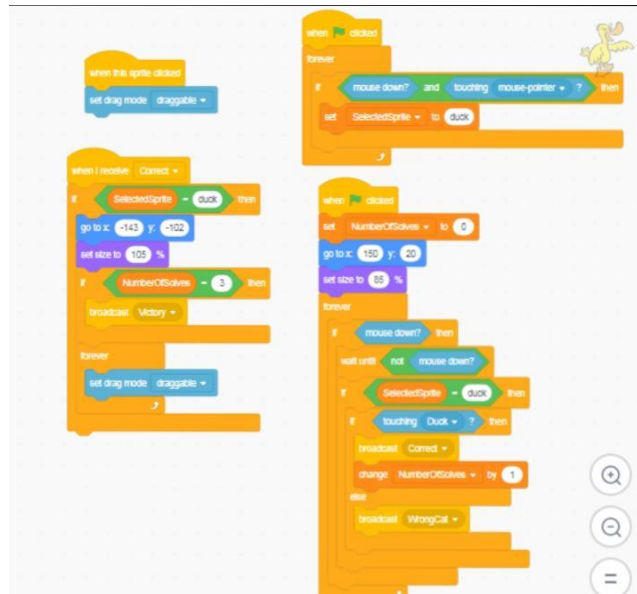 when this sprite clicked
set drag mode draggable
when I receive Correct
if SelectedSprite = duck then
go to x: -143 y: -102
set size to 105 %
if NumberOfSolves = 3 then
broadcast Victory
forever
set drag mode draggable
when clicked
forever
if mouse down? and touching mouse-pointer ? then
set SelectedSprite to duck
when clicked
set NumberOfSolves to 0
go to x: 150 y: 20
set size to 85 %
forever
if mouse down? then
wait until not mouse down?
if SelectedSprite = duck then
if touching Duck ? then
broadcast Correct
change NumberOfSolves by 1
else
broadcast WrongCat